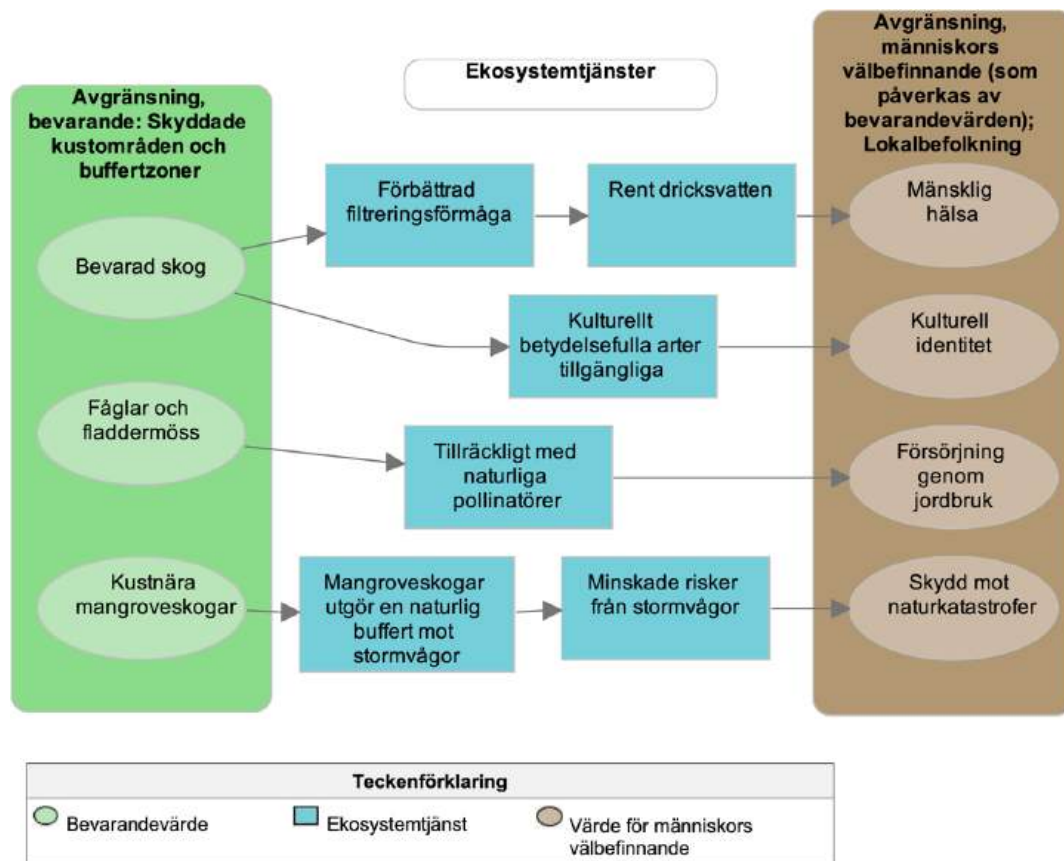 Avgränsning,
bevarande: Skyddade
kustområden och
buffertzoner
Ekosystemtjänster
Avgränsning,
människors
välbefinnande (som
påverkas av
bevarandevärden);
Lokalbefolkning
Bevarad skog
Förbättrad
filtreringsförmåga
Rent dricksvatten
Mänsklig
hälsa
Kulturellt
betydelsefulla arter
tillgängliga
Kulturell
identitet
Fåglar och
fladdermöss
Tillräckligt med
naturliga
pollinatörer
Försörjning
genom
jordbruk
Kustnära
mangroveskogar
Mangroveskogar
utgör en naturlig
buffert mot
stormvågor
Minskade risker
från stormvågor
Skydd mot
naturkatastrofer
Teckenförklaring
Bevarandevärde
Ekosystemtjänst
Värde för människors
välbefinnande